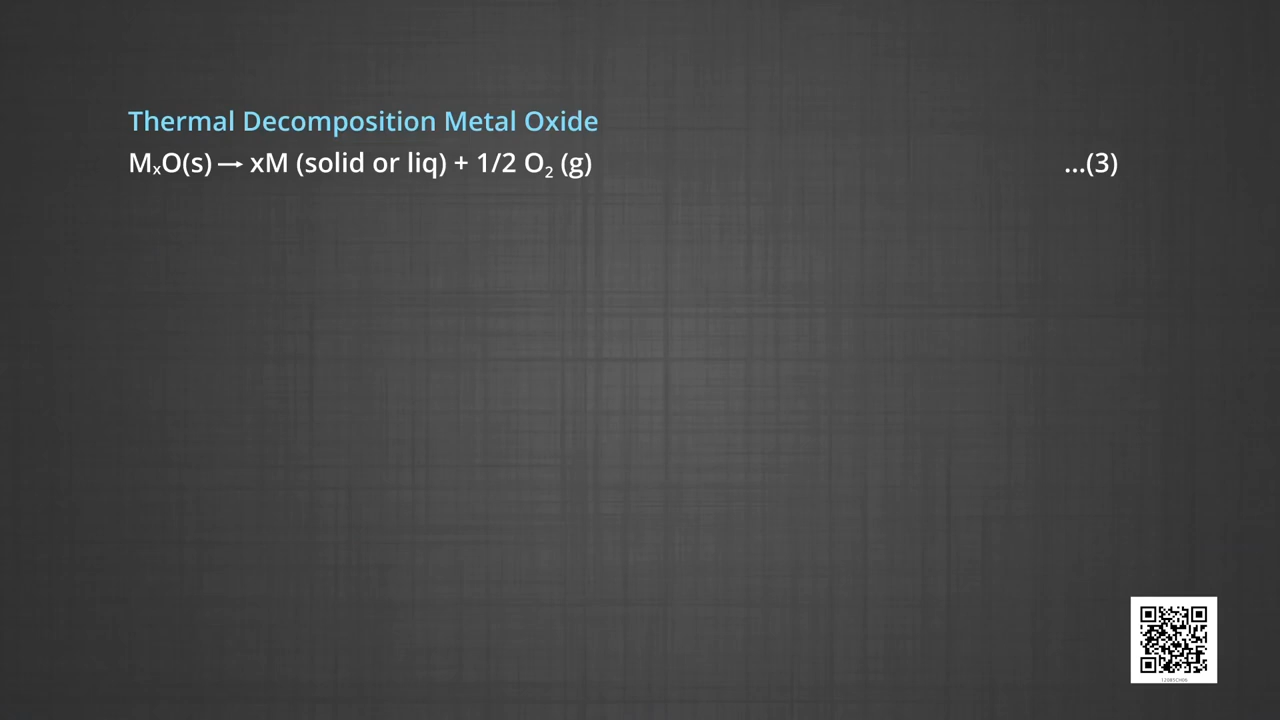 Thermal Decomposition Metal Oxide
MₓO(s) → xM (solid or liq) + 1/2 O₂ (g) ...(3)